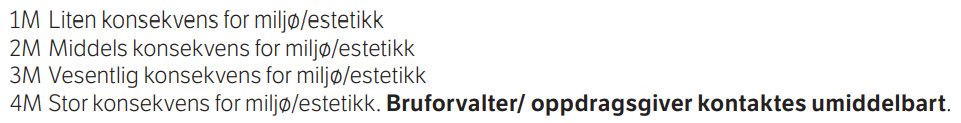 1M Liten konsekvens for miljø/estetikk
2M Middels konsekvens for miljø/estetikk
3M Vesentlig konsekvens for miljø/estetikk
4M Stor konsekvens for miljø/estetikk. Bruforvalter/ oppdragsgiver kontaktes umiddelbart.